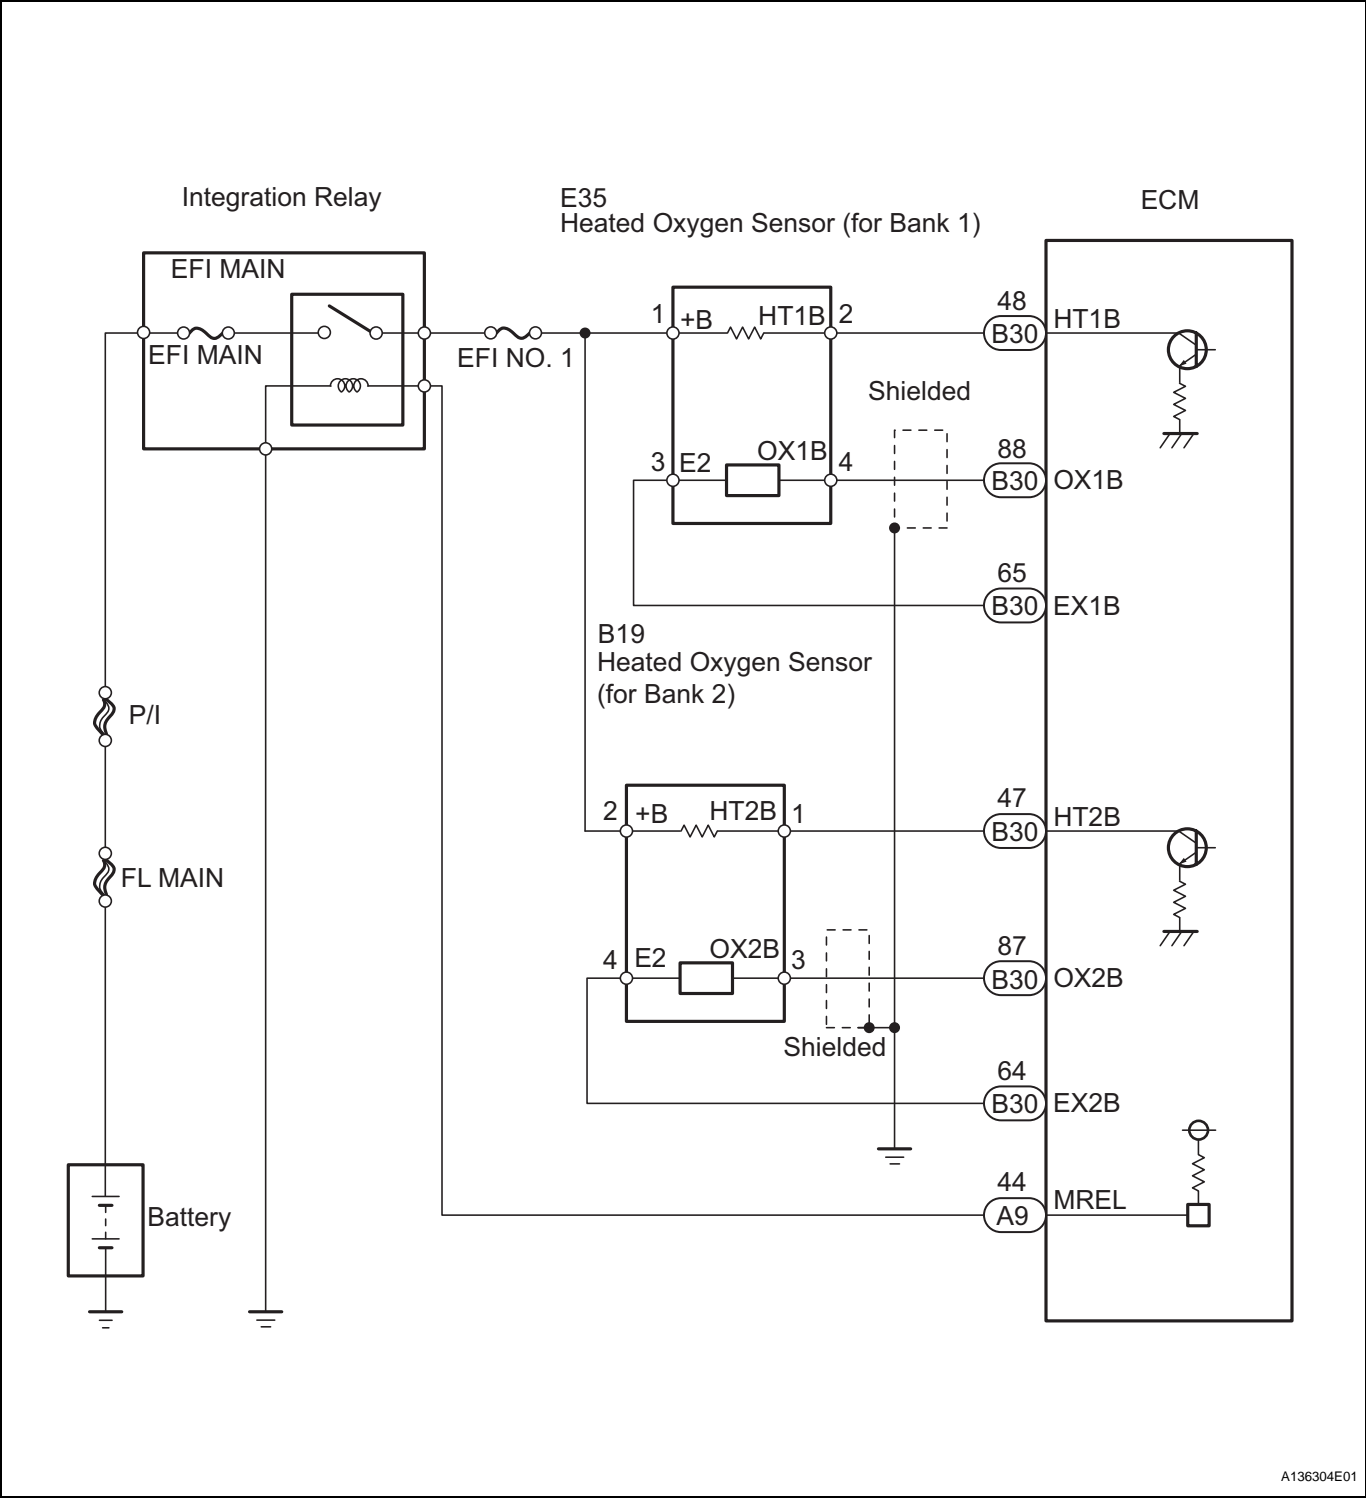 Integration Relay
E35
Heated Oxygen Sensor (for Bank 1)
ECM
EFI MAIN
EFI MAIN
EFI NO. 1
1
+B
HT1B
2
48
B30
HT1B
Shielded
3
E2
OX1B
4
88
B30
OX1B
65
B30
EX1B
B19
Heated Oxygen Sensor
(for Bank 2)
P/I
2
+B
HT2B
1
47
B30
HT2B
FL MAIN
4
E2
OX2B
3
87
B30
OX2B
Shielded
64
B30
EX2B
44
A9
MREL
Battery
A136304E01